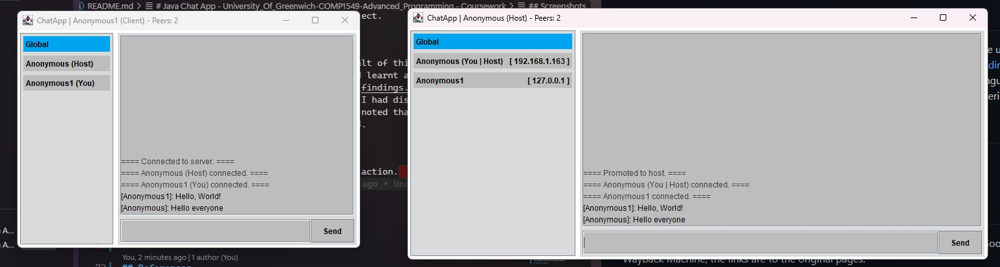 README.md > # Java Chat App - University_Of_Greenwich-COMP1549-Advanced_Programming - Coursework > ## Screenshots
ChatApp | Anonymous1 (Client) - Peers: 2
Global
Anonymous (Host)
Anonymous1 (You)
==== Connected to server. ====
==== Anonymous (Host) connected. ====
==== Anonymous1 (You) connected. ====
[Anonymous1]: Hello, World!
[Anonymous]: Hello everyone
Send
ect.
ult of thi
learnt a
findings.
I had dis
noted tha
action.
ago • Unc
ChatApp | Anonymous (Host) - Peers: 2
Global
Anonymous (You | Host) [ 192.168.1.163 ]
Anonymous1 [ 127.0.0.1 ]
==== Promoted to host. ====
==== Anonymous (You | Host) connected. ====
==== Anonymous1 connected. ====
[Anonymous1]: Hello, World!
[Anonymous]: Hello everyone
Send
A...
A...
You, 2 minutes ago | 1 author (You)
Wayback Machine, the links are to the original pages.